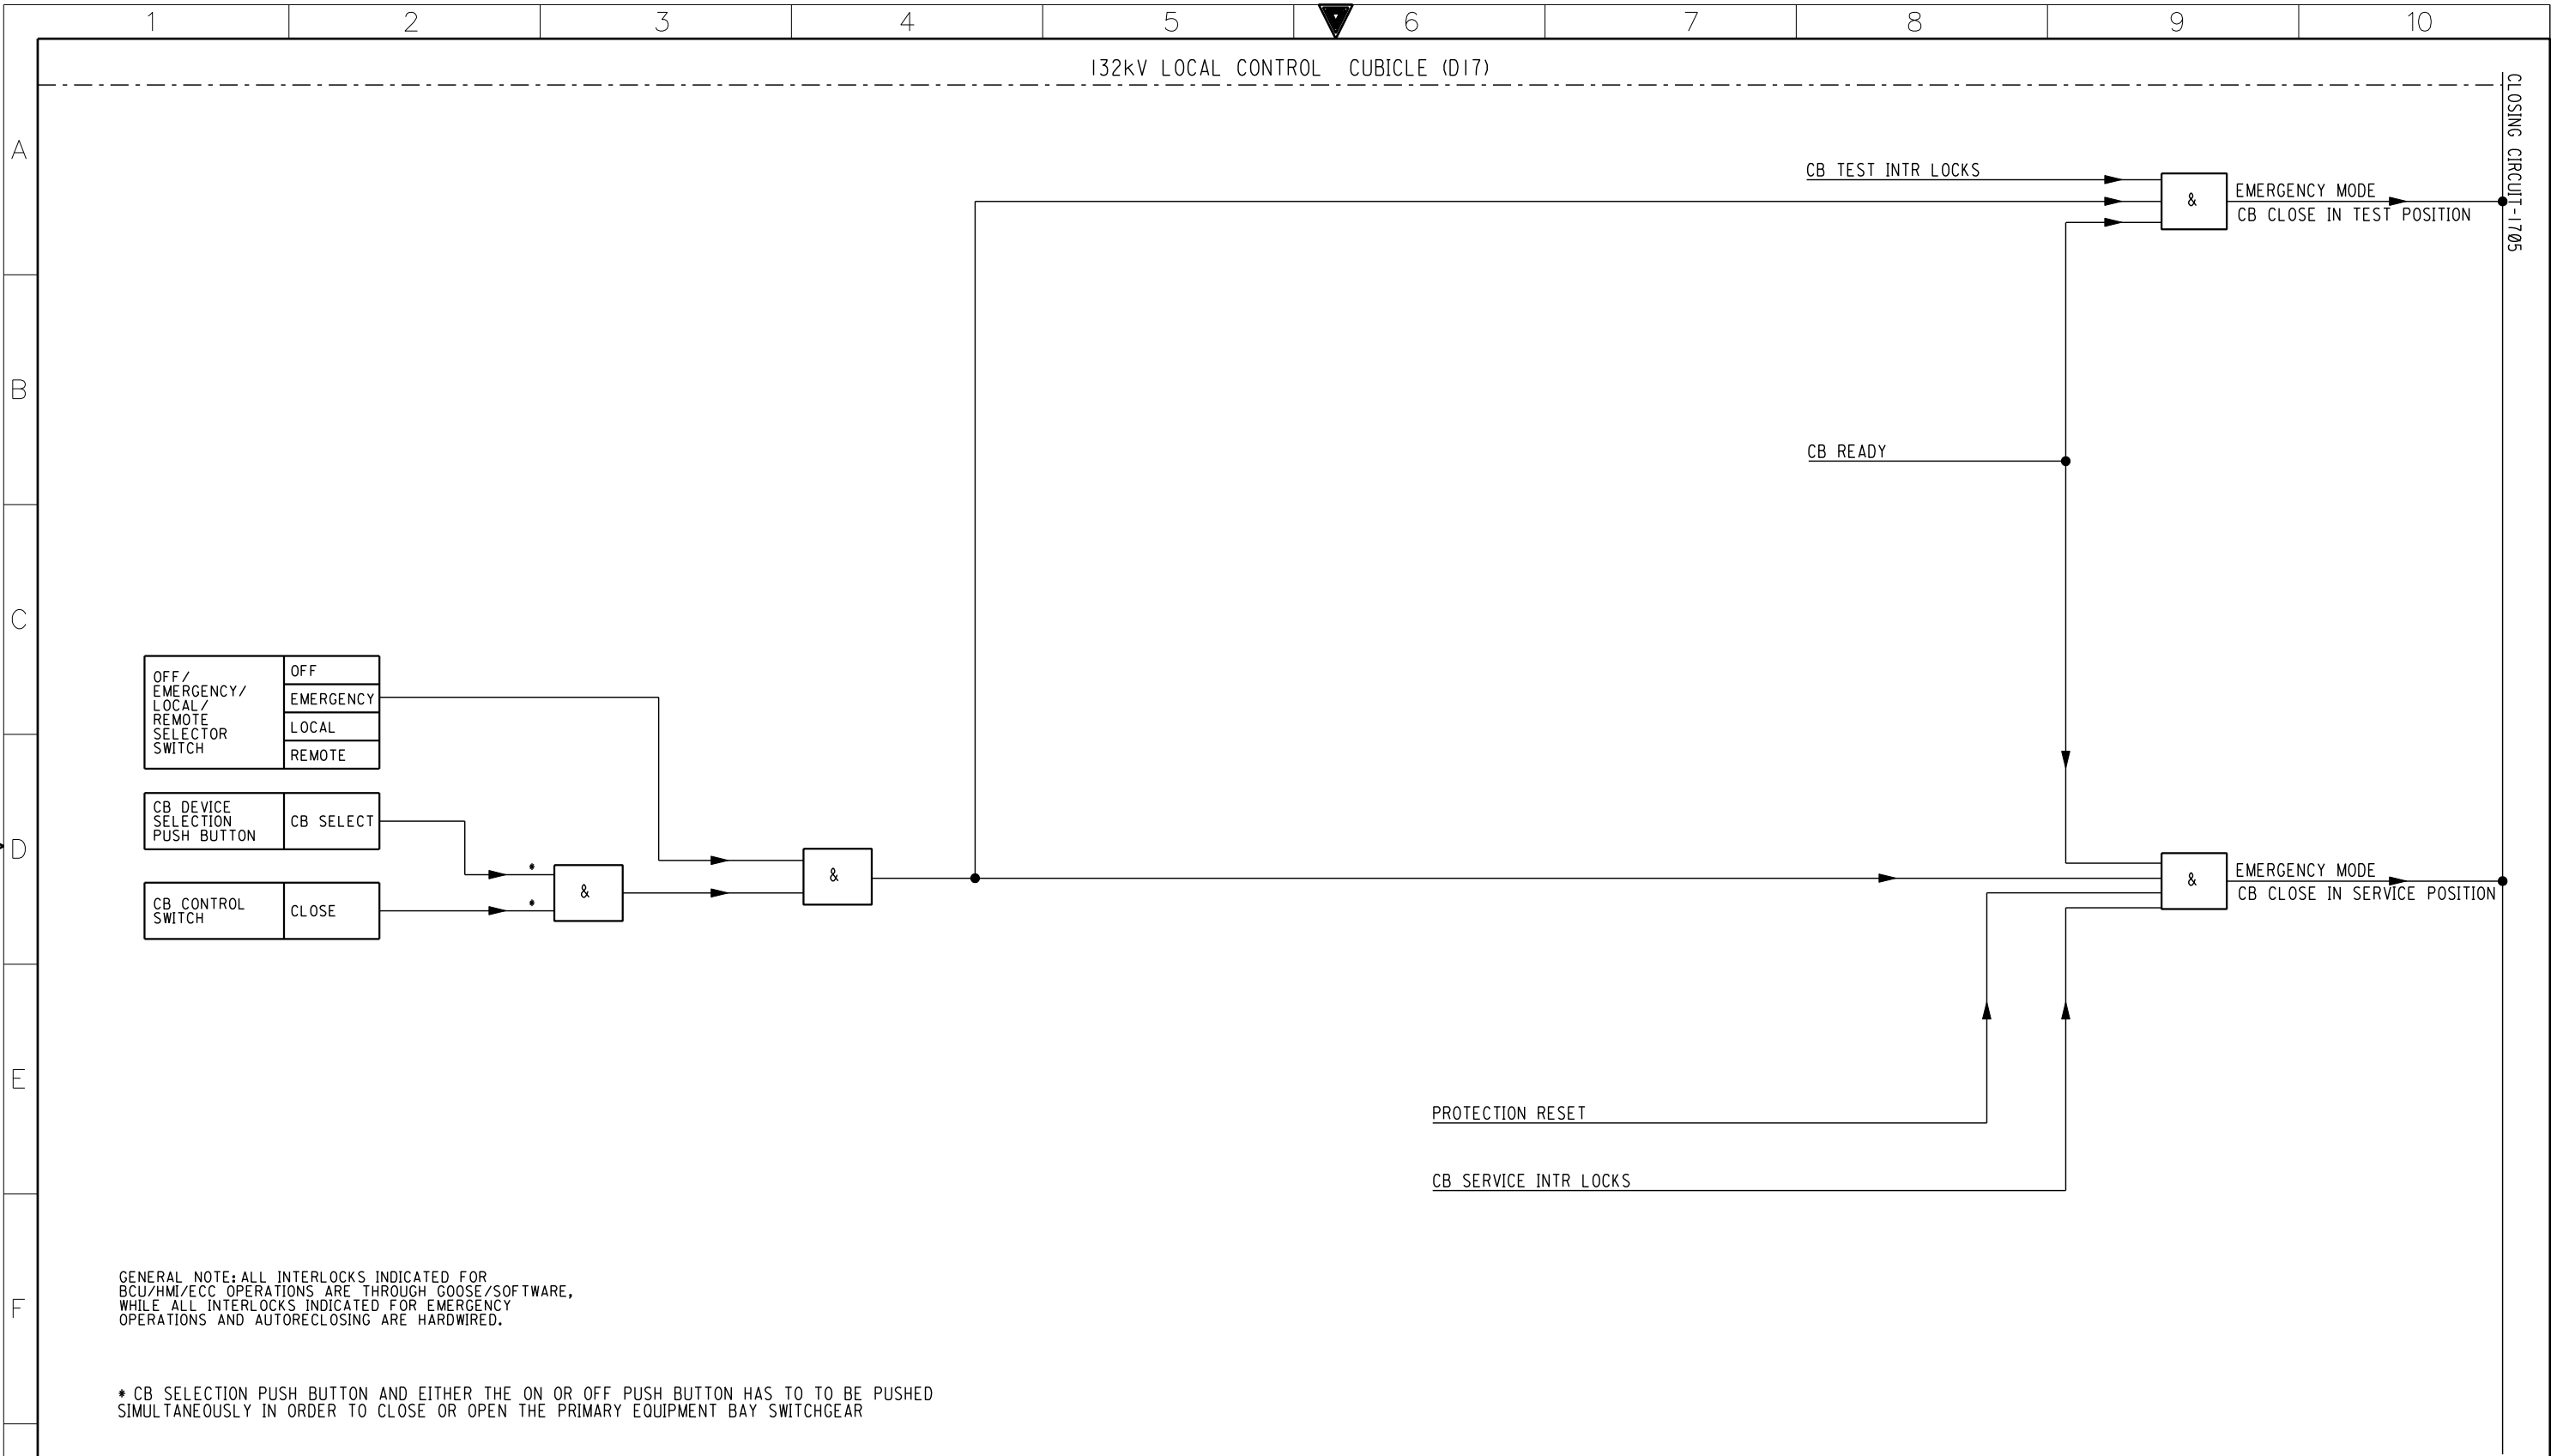 1 2 3 4 5 6 7 8 9 10
132kV LOCAL CONTROL CUBICLE (D17)
CLOSING CIRCUIT-1705
A
CB TEST INTR LOCKS
&
EMERGENCY MODE
CB CLOSE IN TEST POSITION
B
CB READY
C
OFF/
EMERGENCY/
LOCAL/
REMOTE
SELECTOR
SWITCH
OFF
EMERGENCY
LOCAL
REMOTE
D
CB DEVICE
SELECTION
PUSH BUTTON
CB SELECT
CB CONTROL
SWITCH
CLOSE
*
*
&
&
&
EMERGENCY MODE
CB CLOSE IN SERVICE POSITION
E
PROTECTION RESET
CB SERVICE INTR LOCKS
F
GENERAL NOTE: ALL INTERLOCKS INDICATED FOR
BCU/HMI/ECC OPERATIONS ARE THROUGH GOOSE/SOFTWARE,
WHILE ALL INTERLOCKS INDICATED FOR EMERGENCY
OPERATIONS AND AUTORECLOSING ARE HARDWIRED.
* CB SELECTION PUSH BUTTON AND EITHER THE ON OR OFF PUSH BUTTON HAS TO TO BE PUSHED
SIMULTANEOUSLY IN ORDER TO CLOSE OR OPEN THE PRIMARY EQUIPMENT BAY SWITCHGEAR